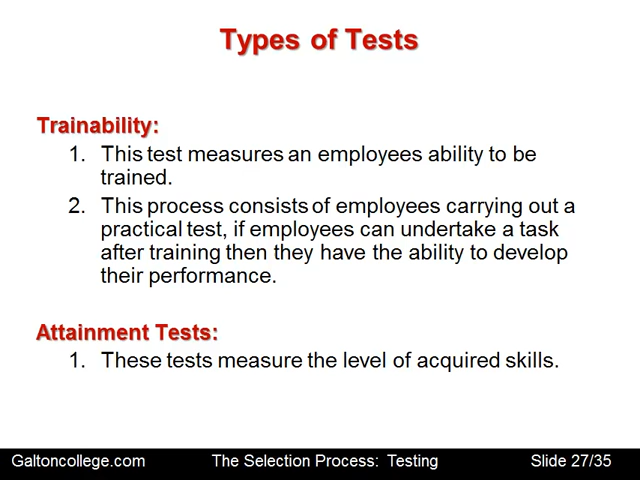 Types of Tests
Trainability:
1. This test measures an employees ability to be
trained.
2. This process consists of employees carrying out a
practical test, if employees can undertake a task
after training then they have the ability to develop
their performance.
Attainment Tests:
1. These tests measure the level of acquired skills.
Galtoncollege.com The Selection Process: Testing Slide 27/35